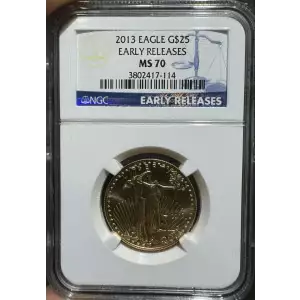 2013 EAGLE G$25
EARLY RELEASES
MS 70
3802417-114
NGC
EARLY RELEASES